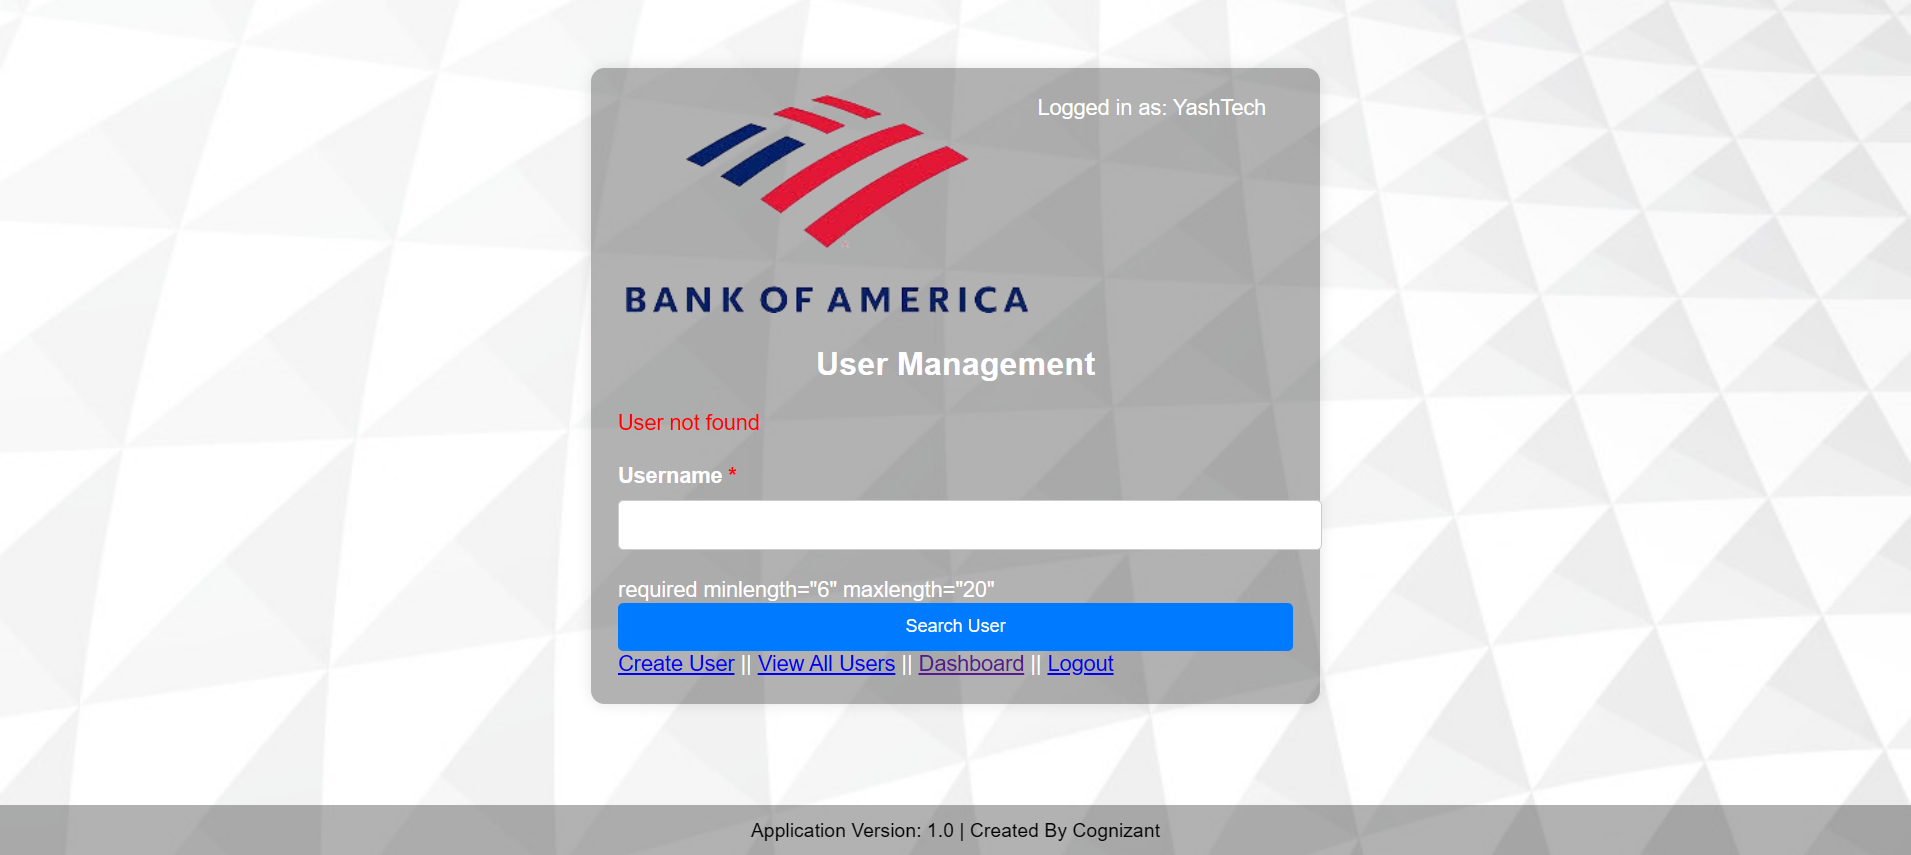 Logged in as: YashTech
BANK OF AMERICA
User Management
User not found
Username *
required minlength="6" maxlength="20"
Search User
Create User || View All Users || Dashboard || Logout
Application Version: 1.0 | Created By Cognizant